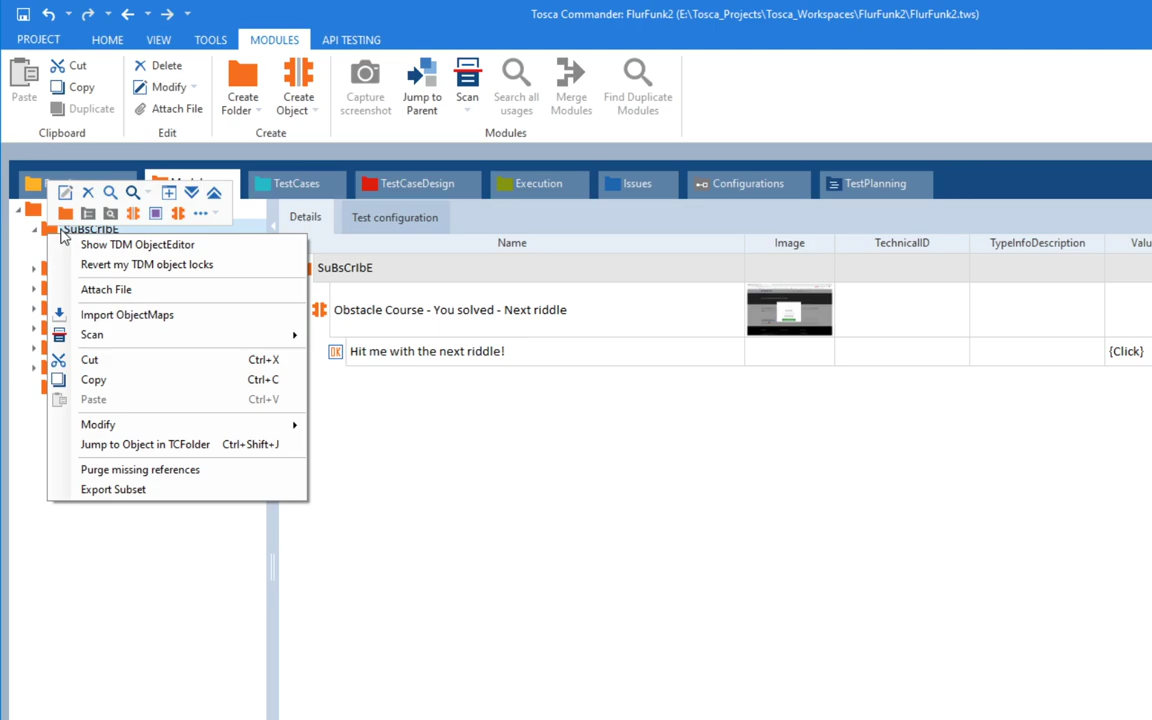 Tosca Commander: FlurFunk2 (E:\Tosca_Projects\Tosca_Workspaces\FlurFunk2\FlurFunk2.tws)
PROJECT HOME VIEW TOOLS MODULES API TESTING
Paste
Cut
Copy
Duplicate
Clipboard
Delete
Modify
Attach File
Edit
Create Folder
Create Object
Create
Capture screenshot
Jump to Parent
Scan
Search all usages
Merge Modules
Find Duplicate Modules
Modules
TestCases TestCaseDesign Execution Issues Configurations TestPlanning
SuBsCrIbE
Show TDM ObjectEditor
Revert my TDM object locks
Attach File
Import ObjectMaps
Scan
Cut Ctrl+X
Copy Ctrl+C
Paste Ctrl+V
Modify
Jump to Object in TCFolder Ctrl+Shift+J
Purge missing references
Export Subset
Details Test configuration
Name Image TechnicalID TypeInfoDescription Valu
SuBsCrIbE
Obstacle Course - You solved - Next riddle
OK Hit me with the next riddle! {Click}